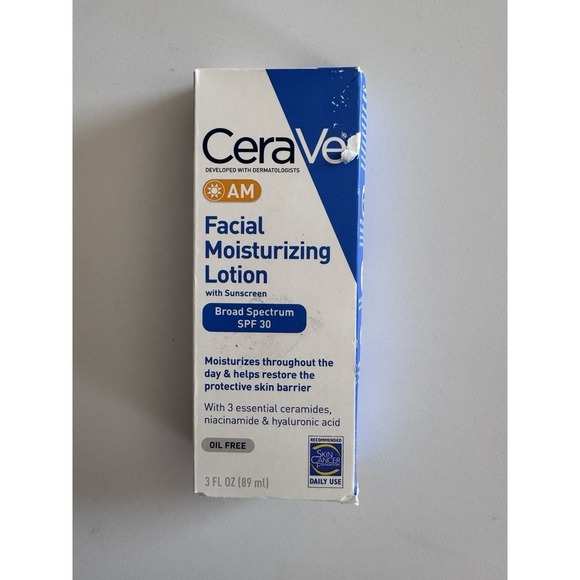 CeraVe
DEVELOPED WITH DERMATOLOGISTS
AM
Facial
Moisturizing
Lotion
with Sunscreen
Broad Spectrum
SPF 30
Moisturizes throughout the
day & helps restore the
protective skin barrier
With 3 essential ceramides,
niacinamide & hyaluronic acid
OIL FREE
RECOMMENDED
SKIN
CANCER
FOUNDATION
DAILY USE
3 FL OZ (89 ml)